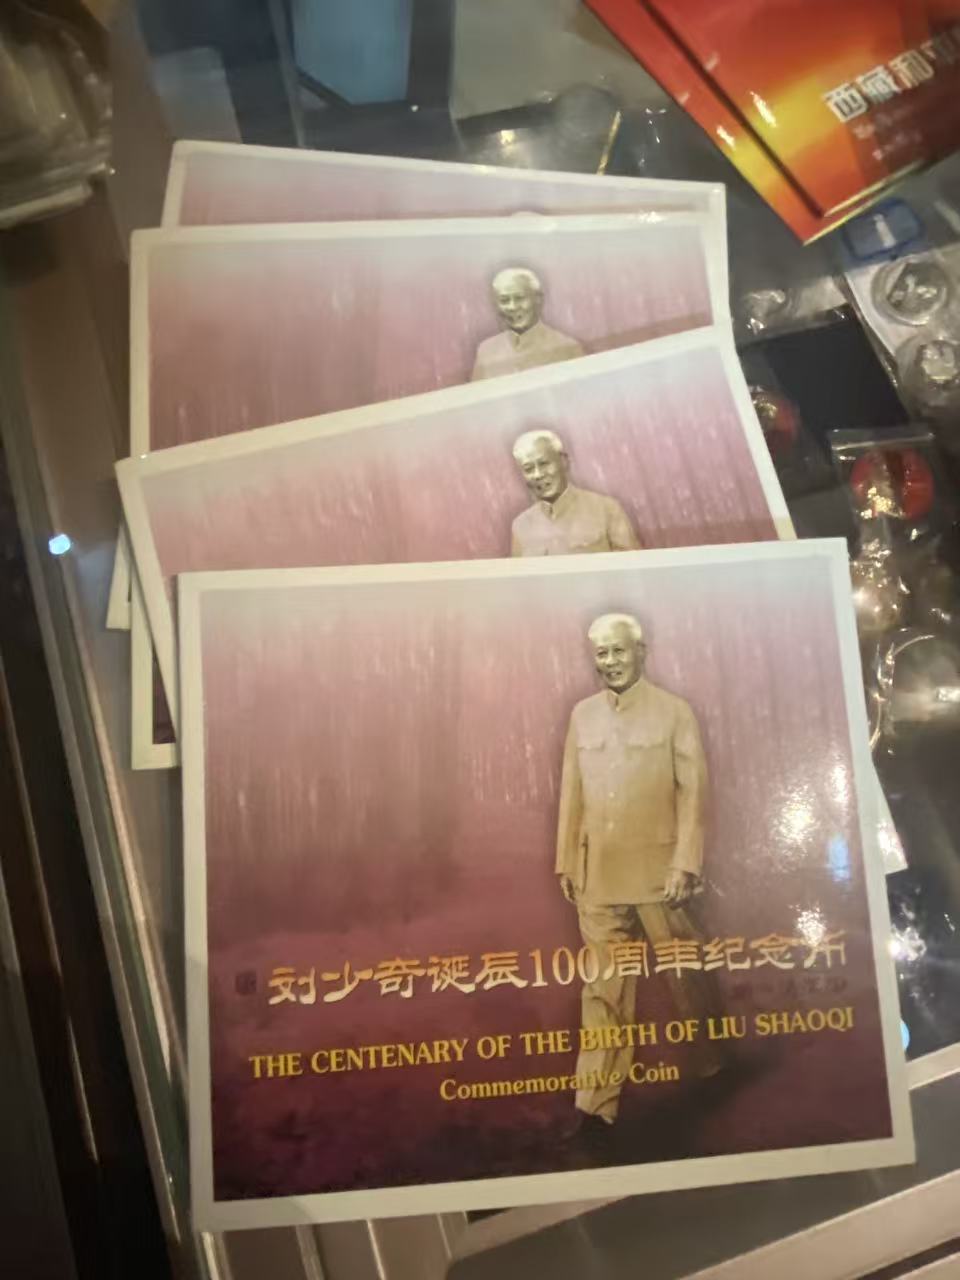 西藏和
刘少奇诞辰100周年纪念币
THE CENTENARY OF THE BIRTH OF LIU SHAOQI
Commemorative Coin